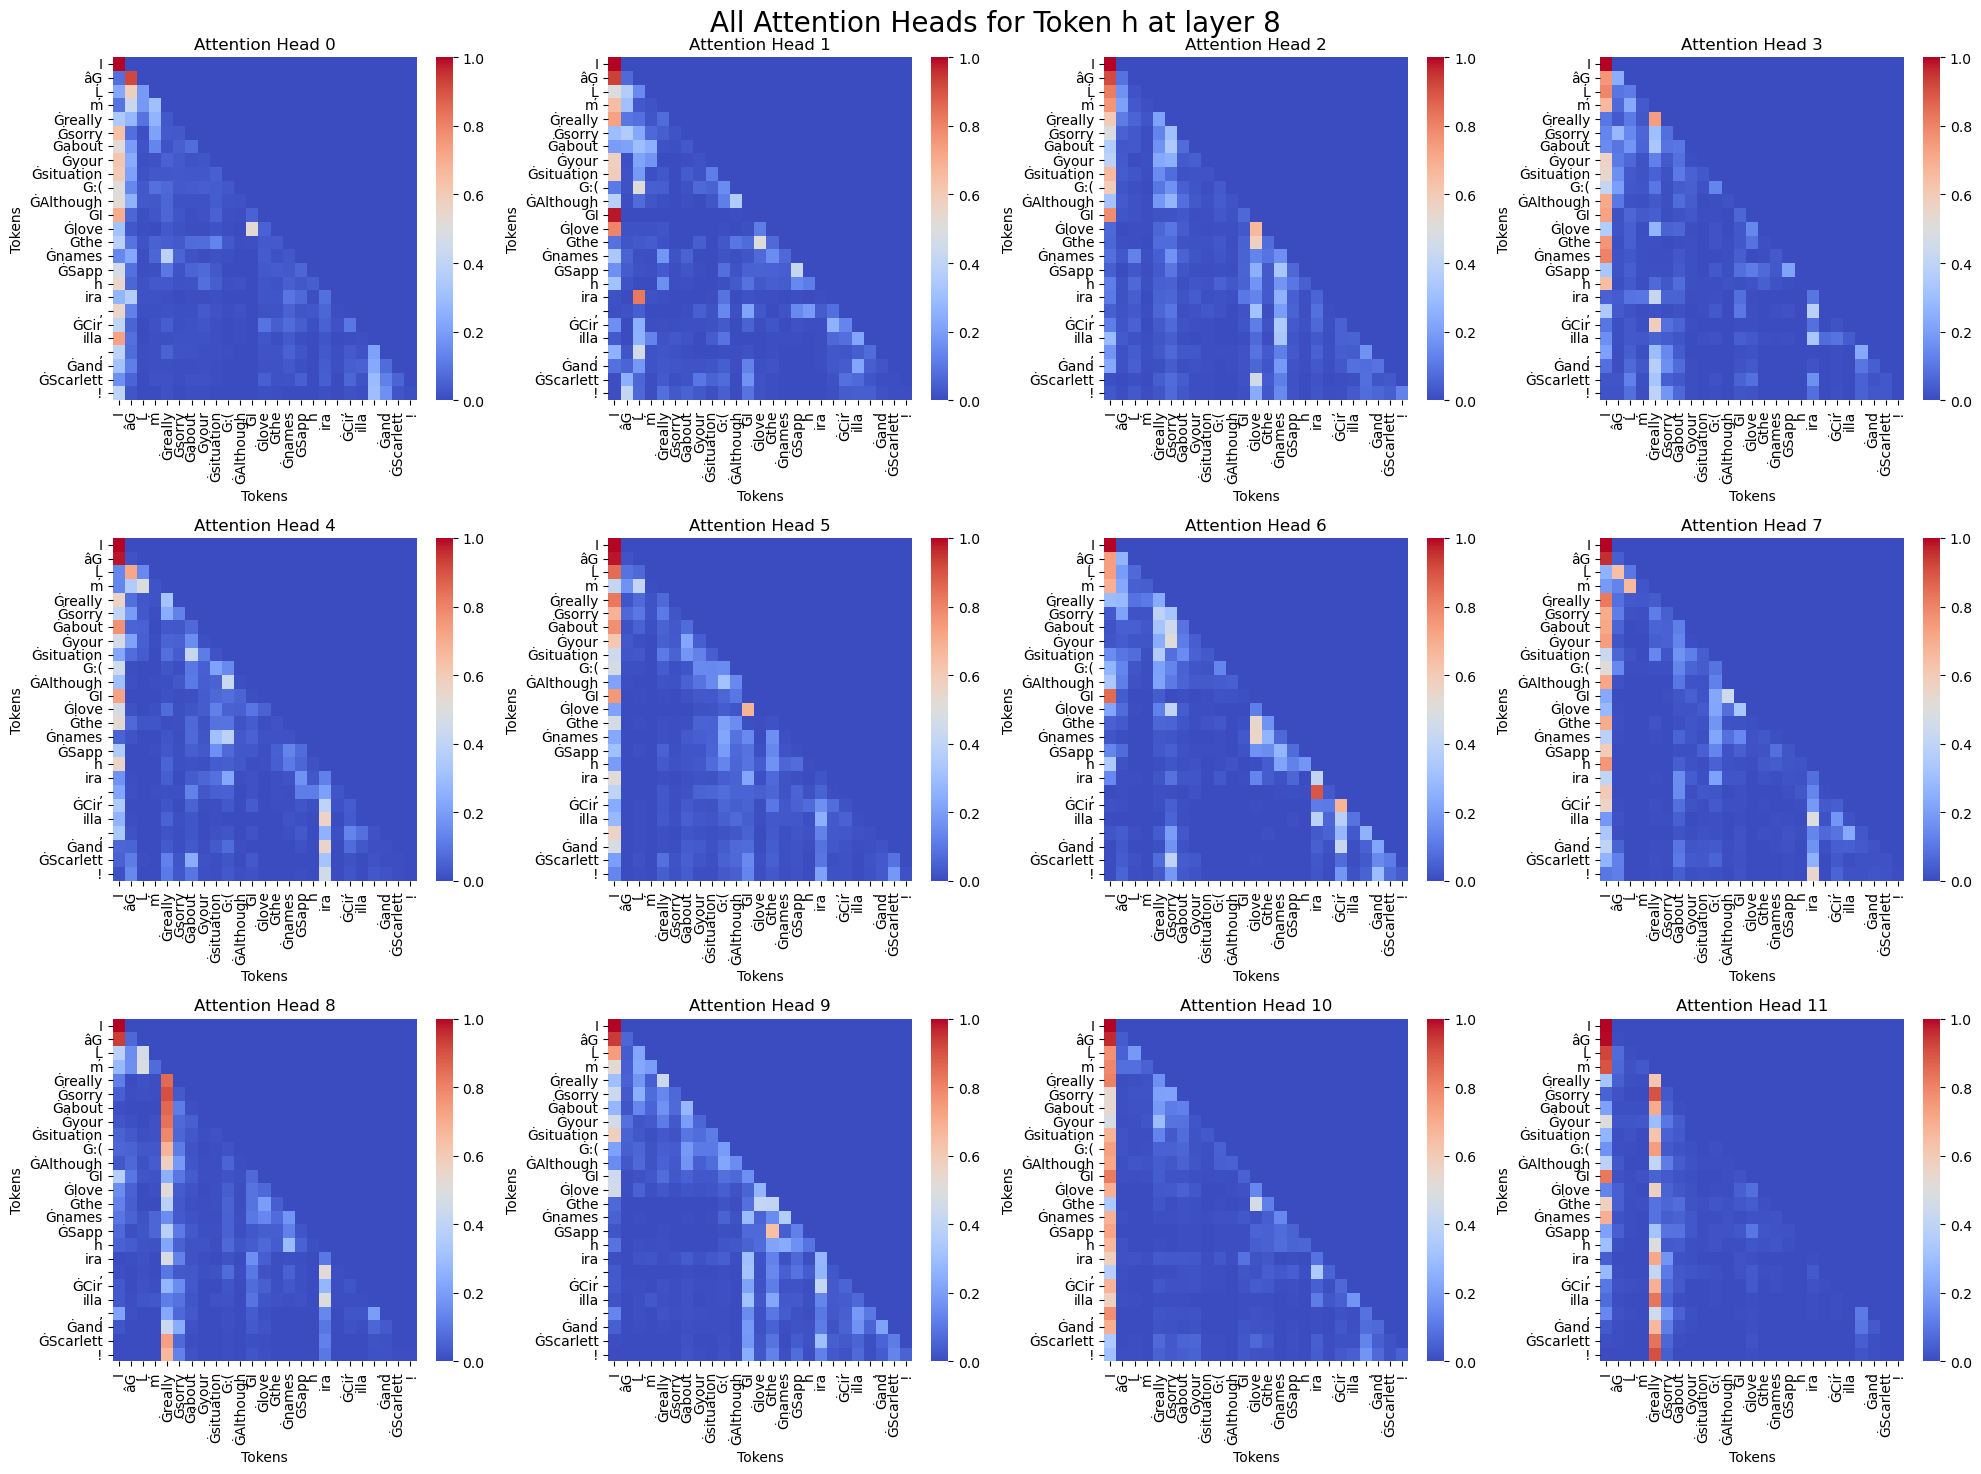 All Attention Heads for Token h at layer 8
Attention Head 0
Attention Head 1
Attention Head 2
Attention Head 3
Attention Head 4
Attention Head 5
Attention Head 6
Attention Head 7
Attention Head 8
Attention Head 9
Attention Head 10
Attention Head 11
Tokens
I
âĢ
Ļ
m
Ġreally
Ġsorry
Ġabout
Ġyour
Ġsituation
Ġ:(
ĠAlthough
ĠI
Ġlove
Ġthe
Ġnames
ĠSapp
h
ira
,
ĠCir
illa
,
Ġand
ĠScarlett
!
Tokens
1.0
0.8
0.6
0.4
0.2
0.0